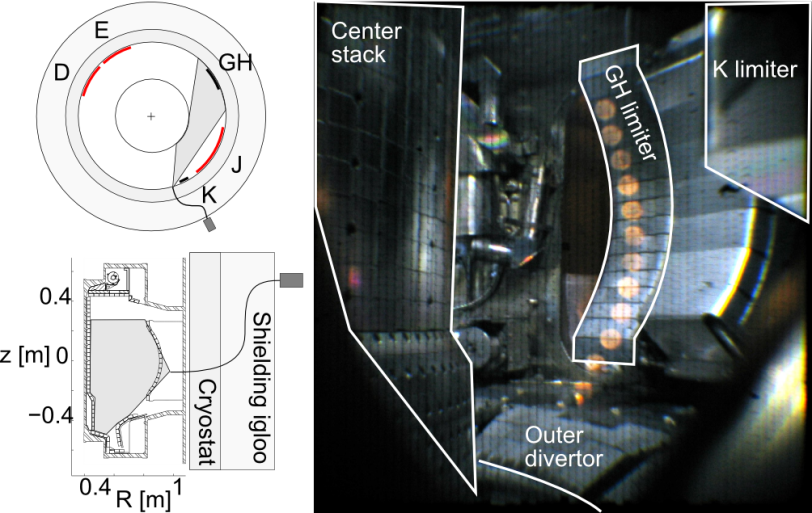 E
D
GH
J
K
0.4
z [m] 0
−0.4
0.4
1
R [m]
Cryostat
Shielding igloo
Center
stack
GH limiter
K limiter
Outer
divertor